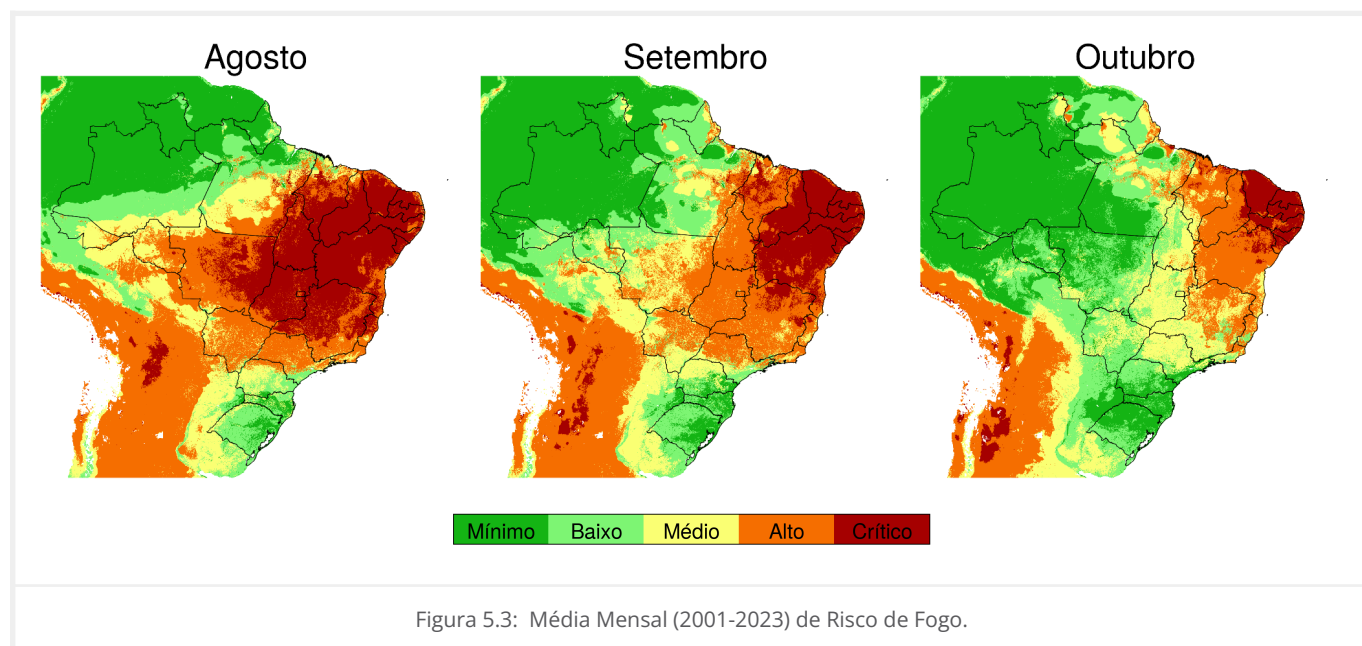 Agosto
Setembro
Outubro
Mínimo Baixo Médio Alto Crítico
Figura 5.3: Média Mensal (2001-2023) de Risco de Fogo.